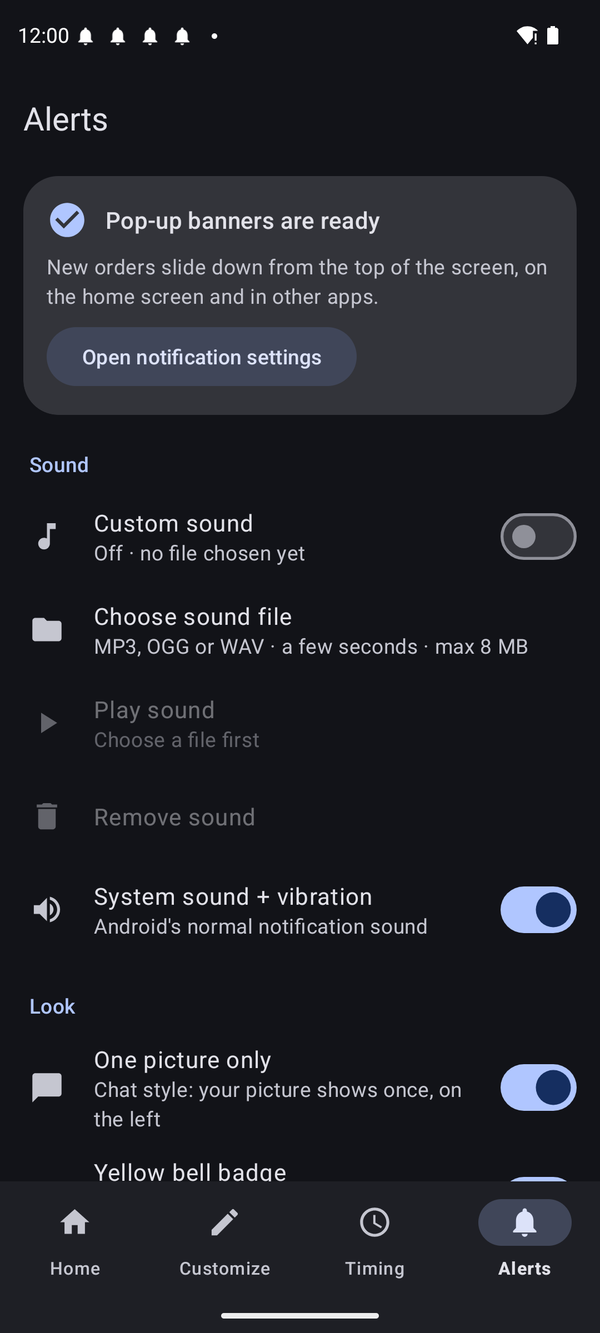 12:00
Alerts
Pop-up banners are ready
New orders slide down from the top of the screen, on
the home screen and in other apps.
Open notification settings
Sound
Custom sound
Off · no file chosen yet
Choose sound file
MP3, OGG or WAV · a few seconds · max 8 MB
Play sound
Choose a file first
Remove sound
System sound + vibration
Android's normal notification sound
Look
One picture only
Chat style: your picture shows once, on
the left
Yellow bell badge
Home
Customize
Timing
Alerts